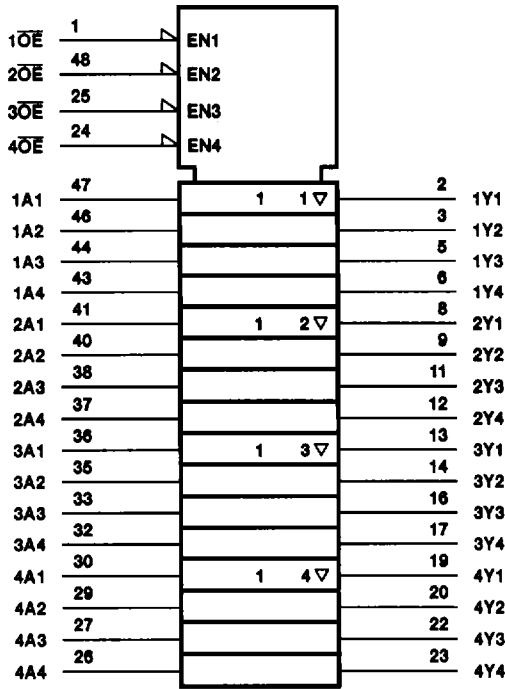 1O̅E̅ 1 EN1
2O̅E̅ 48 EN2
3O̅E̅ 25 EN3
4O̅E̅ 24 EN4
1A1 47 1 1 ▽ 2 1Y1
1A2 46 3 1Y2
1A3 44 5 1Y3
1A4 43 6 1Y4
2A1 41 1 2 ▽ 8 2Y1
2A2 40 9 2Y2
2A3 38 11 2Y3
2A4 37 12 2Y4
3A1 36 1 3 ▽ 13 3Y1
3A2 35 14 3Y2
3A3 33 16 3Y3
3A4 32 17 3Y4
4A1 30 1 4 ▽ 19 4Y1
4A2 29 20 4Y2
4A3 27 22 4Y3
4A4 26 23 4Y4